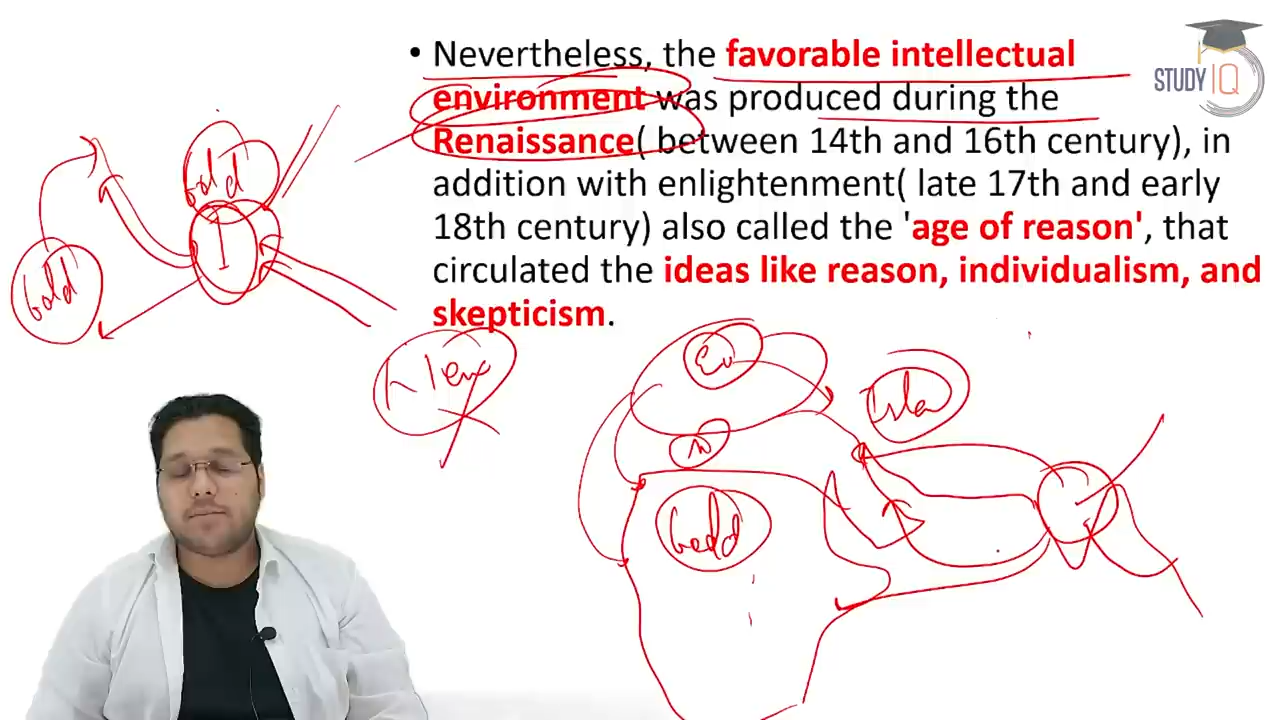 • Nevertheless, the favorable intellectual
environment was produced during the
Renaissance( between 14th and 16th century), in
addition with enlightenment( late 17th and early
18th century) also called the 'age of reason', that
circulated the ideas like reason, individualism, and
skepticism.
STUDY IQ
Gold
I
Gold